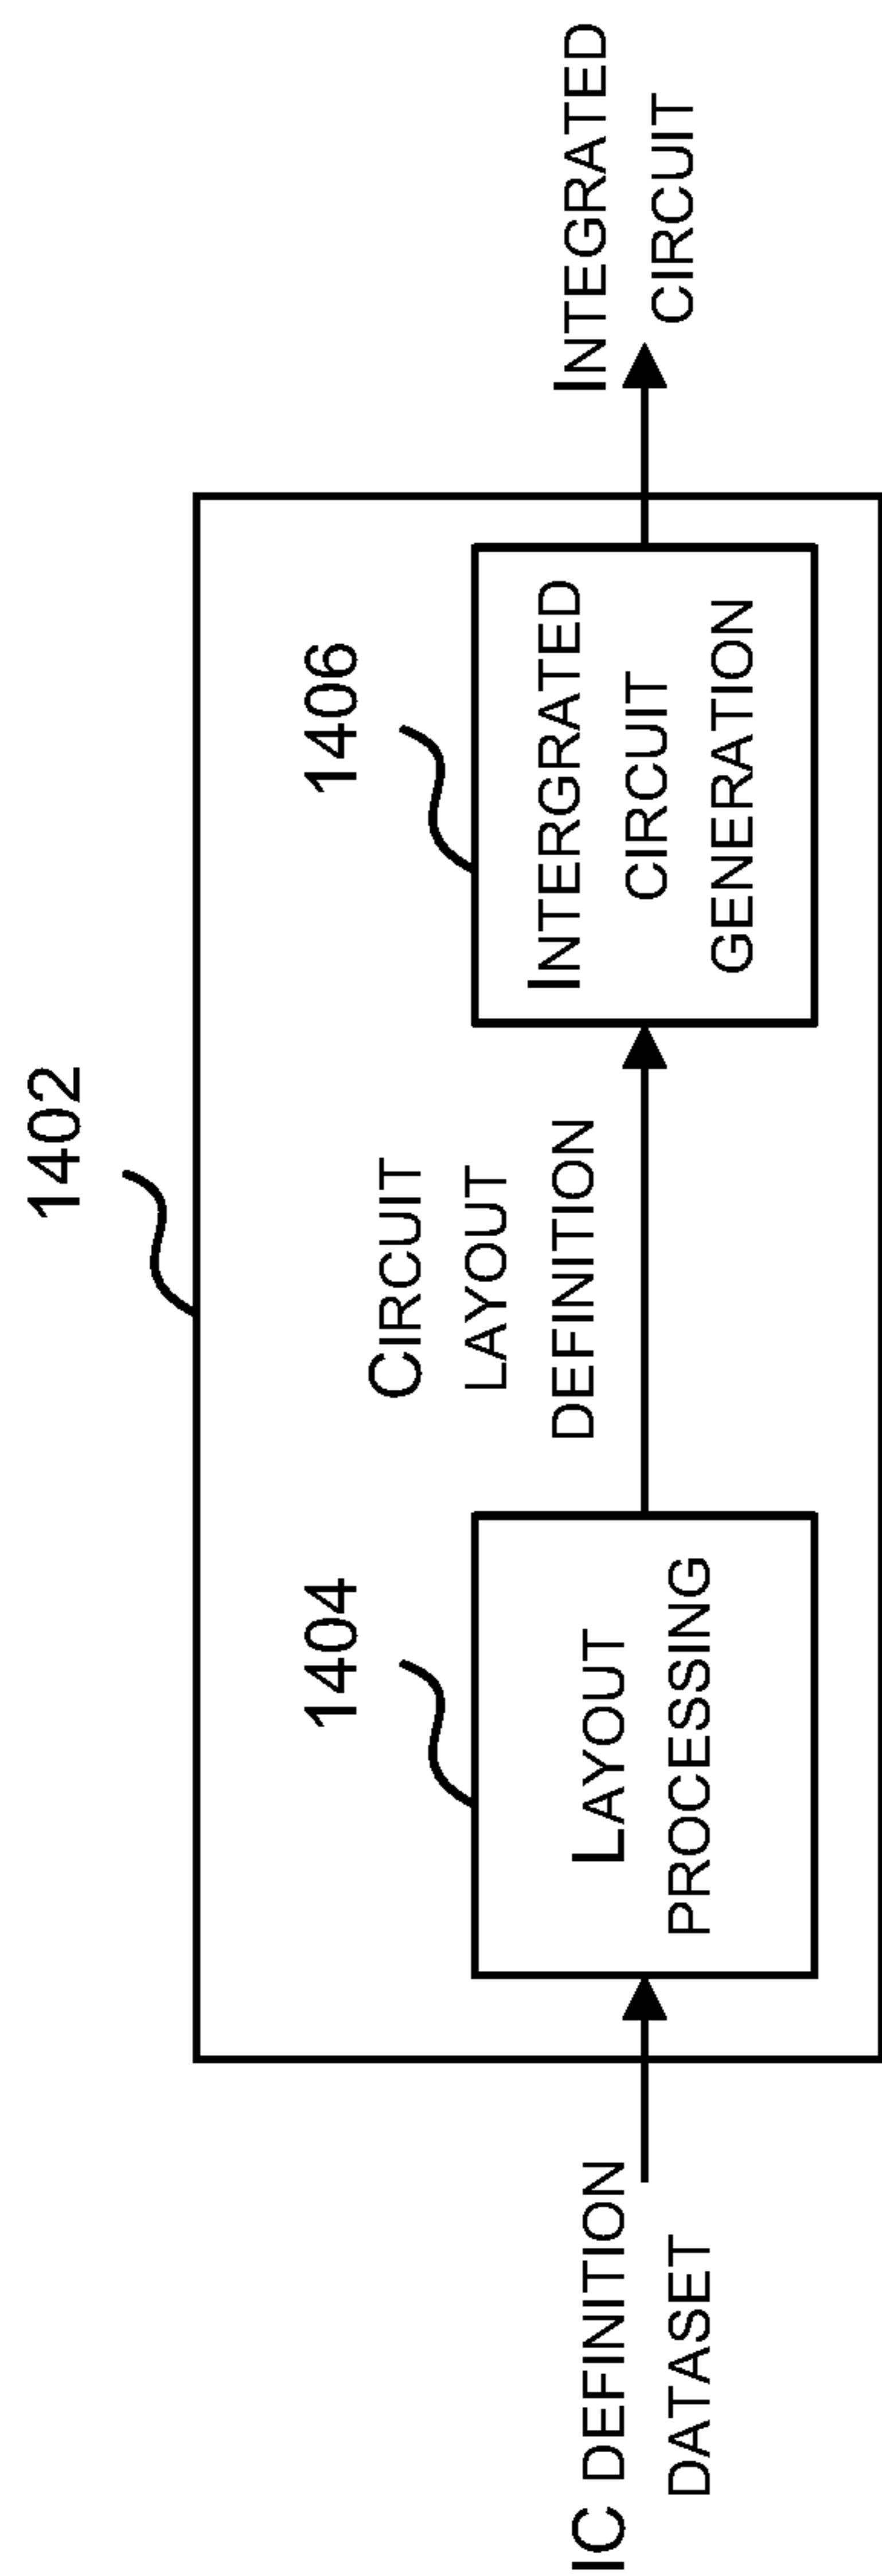 1402
1404
1406
IC DEFINITION
DATASET
LAYOUT
PROCESSING
CIRCUIT
LAYOUT
DEFINITION
INTERGRATED
CIRCUIT
GENERATION
INTEGRATED
CIRCUIT